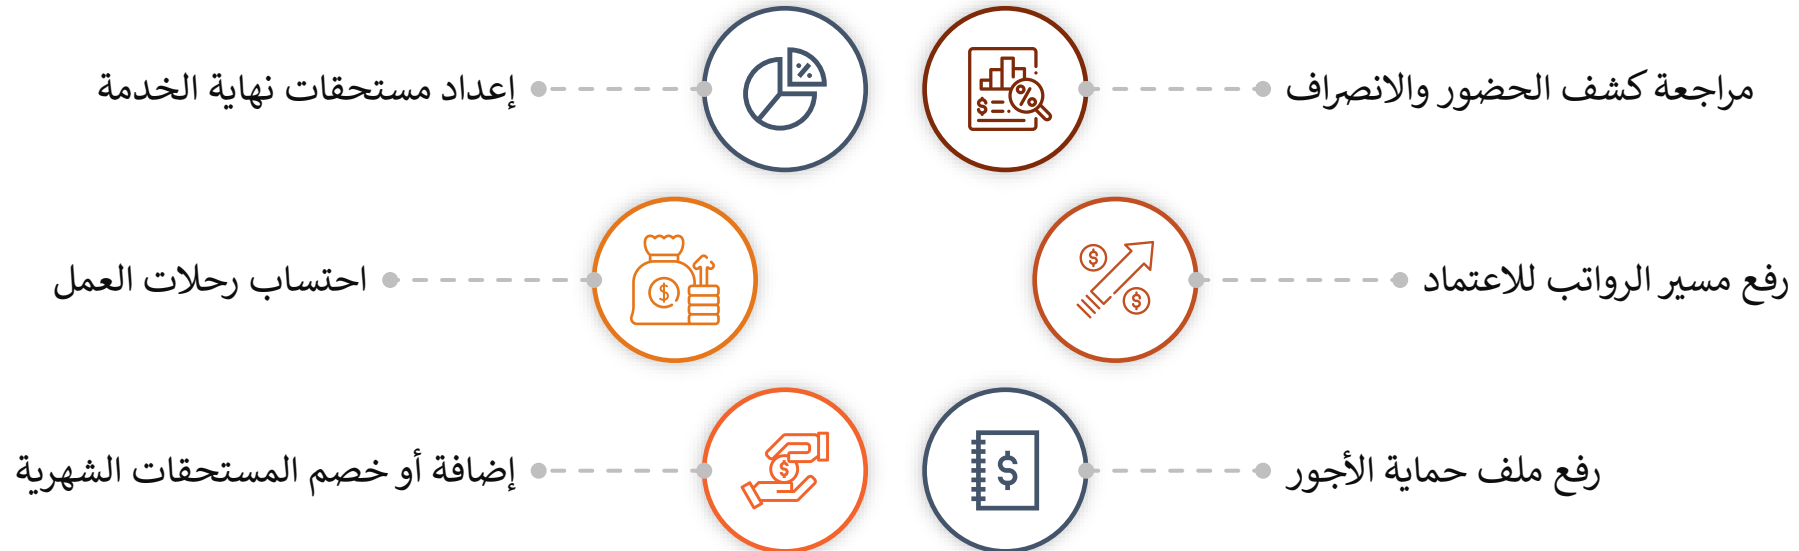 مراجعة كشف الحضور والانصراف
إعداد مستحقات نهاية الخدمة
رفع مسير الرواتب للاعتماد
احتساب رحلات العمل
رفع ملف حماية الأجور
إضافة أو خصم المستحقات الشهرية